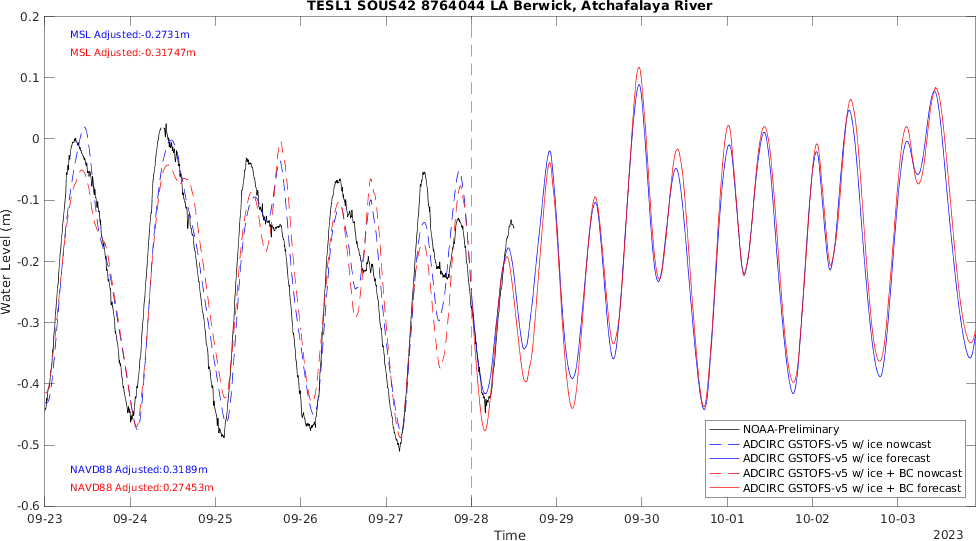 TESL1 SOUS42 8764044 LA Berwick, Atchafalaya River
MSL Adjusted:-0.2731m
MSL Adjusted:-0.31747m
0.2
0.1
0
-0.1
-0.2
-0.3
-0.4
-0.5
-0.6
Water Level (m)
NAVD88 Adjusted:0.3189m
NAVD88 Adjusted:0.27453m
NOAA-Preliminary
ADCIRC GSTOFS-v5 w/ ice nowcast
ADCIRC GSTOFS-v5 w/ ice forecast
ADCIRC GSTOFS-v5 w/ ice + BC nowcast
ADCIRC GSTOFS-v5 w/ ice + BC forecast
09-23 09-24 09-25 09-26 09-27 09-28 09-29 09-30 10-01 10-02 10-03
Time
2023